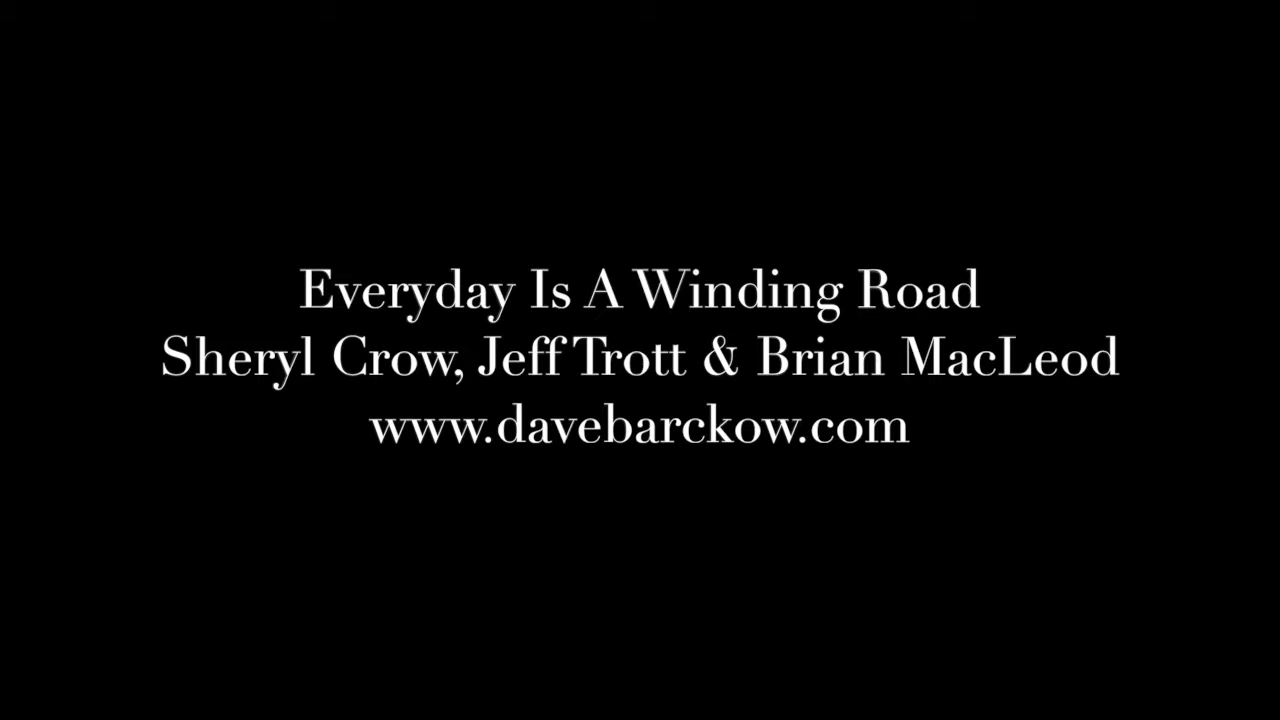 Everyday Is A Winding Road
Sheryl Crow, Jeff Trott & Brian MacLeod
www.davebarckow.com